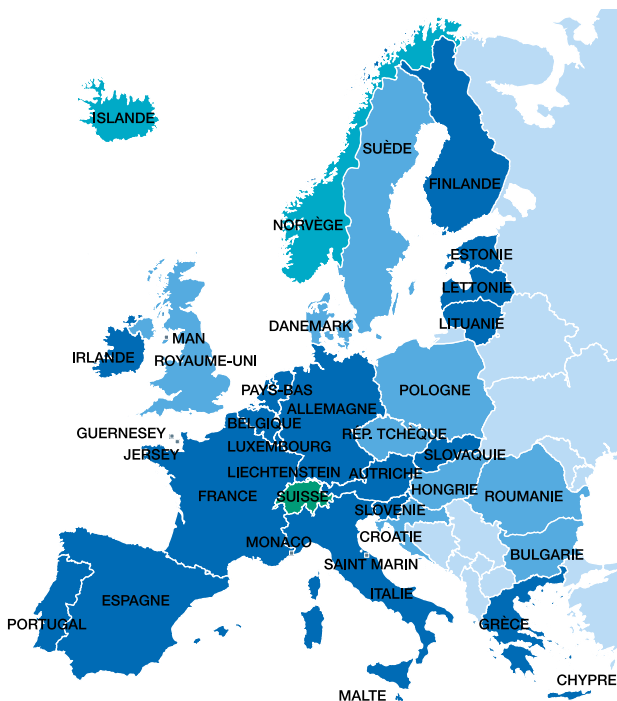 ISLANDE
SUÈDE
FINLANDE
NORVÈGE
ESTONIE
LETTONIE
LITUANIE
DANEMARK
MAN
IRLANDE
ROYAUME-UNI
PAYS-BAS
POLOGNE
ALLEMAGNE
BELGIQUE
GUERNESEY
REP. TCHÈQUE
JERSEY
LUXEMBOURG
SLOVAQUIE
LIECHTENSTEIN
AUTRICHE
FRANCE
SUISSE
HONGRIE
ROUMANIE
SLOVENIE
CROATIE
MONACO
BULGARIE
SAINT MARIN
ESPAGNE
ITALIE
PORTUGAL
GRÈCE
CHYPRE
MALTE